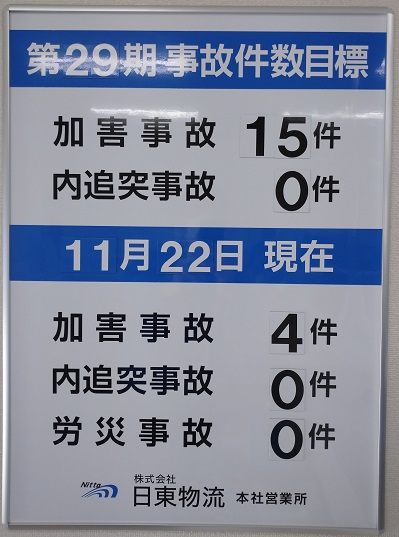 第29期 事故件数目標
加害事故 15件
内追突事故 0件
11月22日 現在
加害事故 4件
内追突事故 0件
労災事故 0件
Nitto
株式会社
日東物流 本社営業所